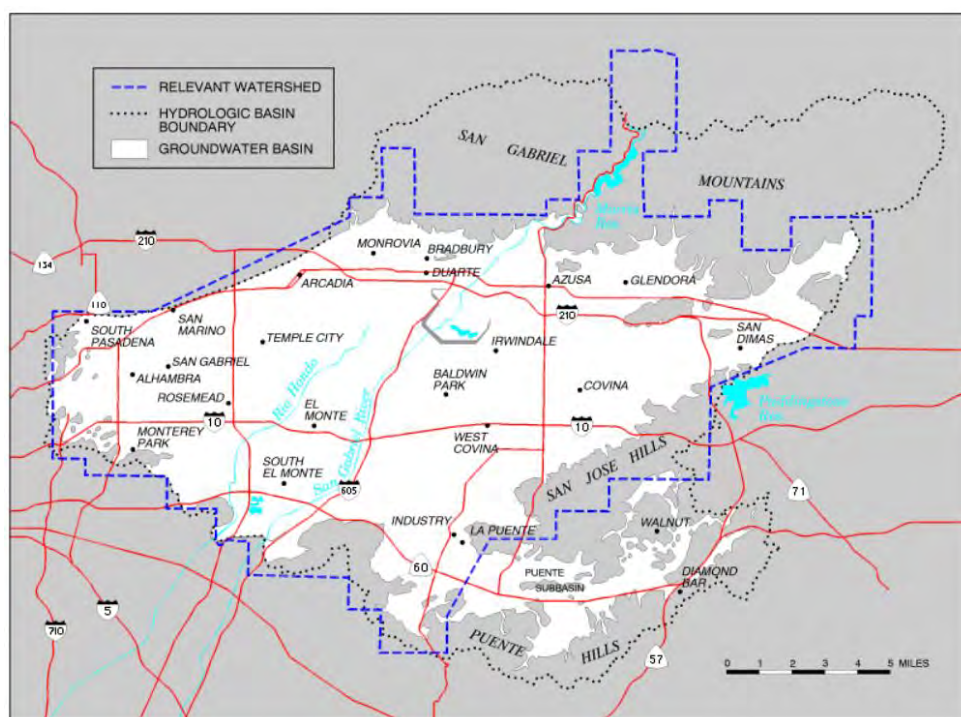 RELEVANT WATERSHED
HYDROLOGIC BASIN
BOUNDARY
GROUNDWATER BASIN
SAN GABRIEL
MOUNTAINS
Morris
Res.
MONROVIA
BRADBURY
DUARTE
ARCADIA
AZUSA
GLENDORA
210
134
110
210
SOUTH
PASADENA
SAN
MARINO
TEMPLE CITY
IRWINDALE
SAN
DIMAS
SAN GABRIEL
ALHAMBRA
ROSEMEAD
Rio Hondo
BALDWIN
PARK
COVINA
Puddingstone
Res.
10
EL
MONTE
San Gabriel River
WEST
COVINA
10
MONTEREY
PARK
SOUTH
EL MONTE
605
SAN JOSE HILLS
71
INDUSTRY
LA PUENTE
WALNUT
60
PUENTE
SUBBASIN
DIAMOND
BAR
5
710
PUENTE
HILLS
57
0 1 2 3 4 5 MILES